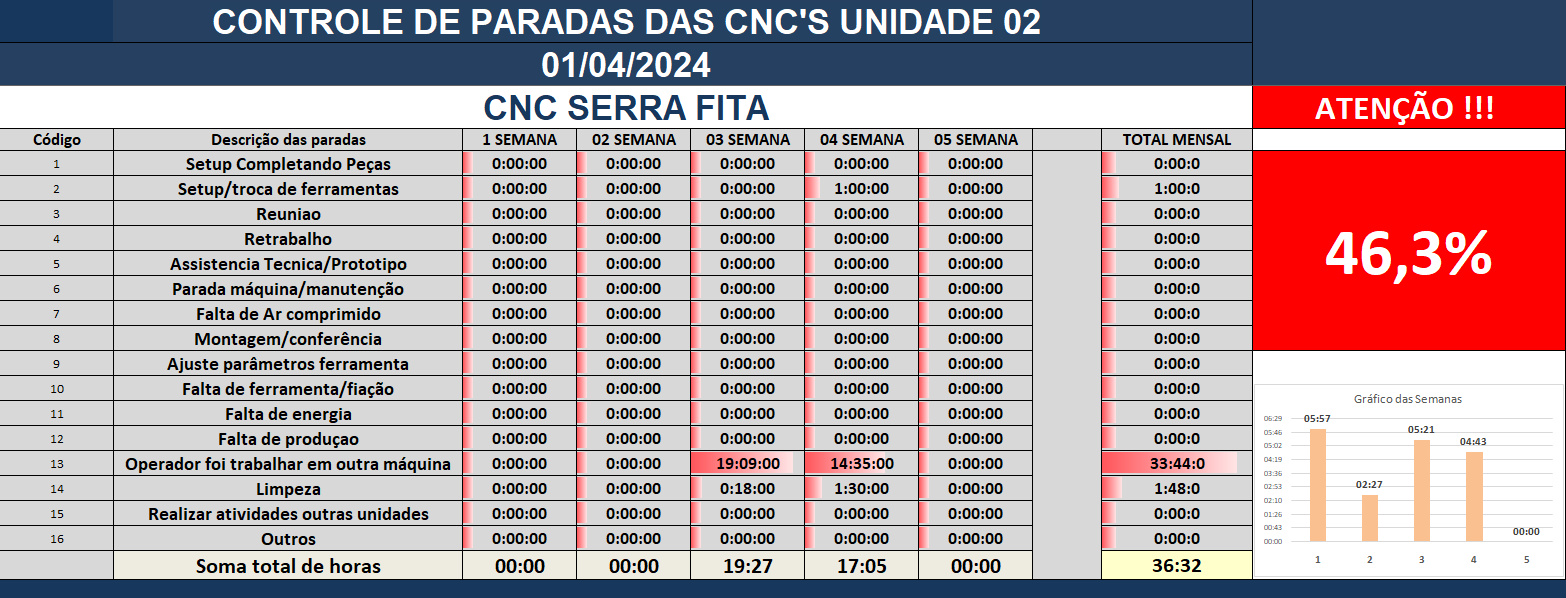 CONTROLE DE PARADAS DAS CNC'S UNIDADE 02
01/04/2024
CNC SERRA FITA
ATENÇÃO !!!
Código Descrição das paradas 1 SEMANA 02 SEMANA 03 SEMANA 04 SEMANA 05 SEMANA TOTAL MENSAL
1 Setup Completando Peças 0:00:00 0:00:00 0:00:00 0:00:00 0:00:00 0:00:0
2 Setup/troca de ferramentas 0:00:00 0:00:00 0:00:00 1:00:00 0:00:00 1:00:0
3 Reuniao 0:00:00 0:00:00 0:00:00 0:00:00 0:00:00 0:00:0
4 Retrabalho 0:00:00 0:00:00 0:00:00 0:00:00 0:00:00 0:00:0
5 Assistencia Tecnica/Prototipo 0:00:00 0:00:00 0:00:00 0:00:00 0:00:00 0:00:0
6 Parada máquina/manutenção 0:00:00 0:00:00 0:00:00 0:00:00 0:00:00 0:00:0
7 Falta de Ar comprimido 0:00:00 0:00:00 0:00:00 0:00:00 0:00:00 0:00:0
8 Montagem/conferência 0:00:00 0:00:00 0:00:00 0:00:00 0:00:00 0:00:0
9 Ajuste parâmetros ferramenta 0:00:00 0:00:00 0:00:00 0:00:00 0:00:00 0:00:0
10 Falta de ferramenta/fiação 0:00:00 0:00:00 0:00:00 0:00:00 0:00:00 0:00:0
11 Falta de energia 0:00:00 0:00:00 0:00:00 0:00:00 0:00:00 0:00:0
12 Falta de produçao 0:00:00 0:00:00 0:00:00 0:00:00 0:00:00 0:00:0
13 Operador foi trabalhar em outra máquina 0:00:00 0:00:00 19:09:00 14:35:00 0:00:00 33:44:0
14 Limpeza 0:00:00 0:00:00 0:18:00 1:30:00 0:00:00 1:48:0
15 Realizar atividades outras unidades 0:00:00 0:00:00 0:00:00 0:00:00 0:00:00 0:00:0
16 Outros 0:00:00 0:00:00 0:00:00 0:00:00 0:00:00 0:00:0
Soma total de horas 00:00 00:00 19:27 17:05 00:00 36:32
46,3%
Gráfico das Semanas
06:29
05:46
05:02
04:19
03:36
02:53
02:10
01:26
00:43
00:00
05:57 02:27 05:21 04:43 00:00
1 2 3 4 5